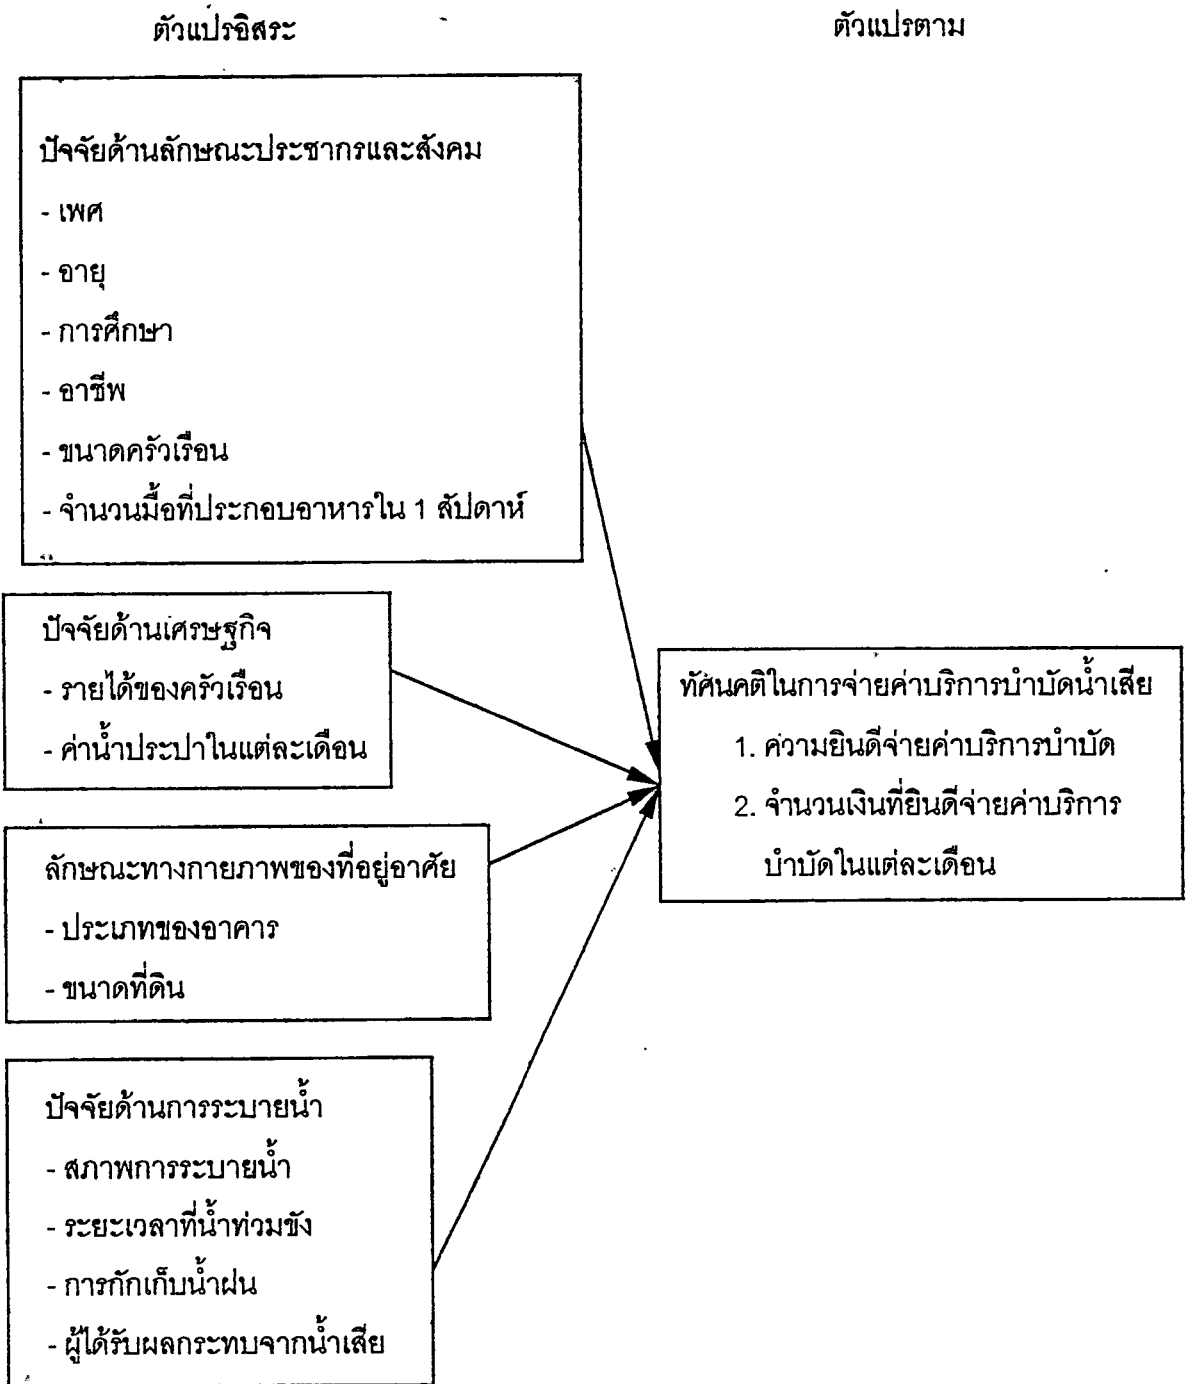 ตัวแปรอิสระ
ตัวแปรตาม
ปัจจัยด้านลักษณะประชากรและสังคม
- เพศ
- อายุ
- การศึกษา
- อาชีพ
- ขนาดครัวเรือน
- จำนวนมื้อที่ประกอบอาหารใน 1 สัปดาห์
ปัจจัยด้านเศรษฐกิจ
- รายได้ของครัวเรือน
- ค่าน้ำประปาในแต่ละเดือน
ลักษณะทางกายภาพของที่อยู่อาศัย
- ประเภทของอาคาร
- ขนาดที่ดิน
ปัจจัยด้านการระบายน้ำ
- สภาพการระบายน้ำ
- ระยะเวลาที่น้ำท่วมขัง
- การกักเก็บน้ำฝน
- ผู้ได้รับผลกระทบจากน้ำเสีย
ทัศนคติในการจ่ายค่าบริการบำบัดน้ำเสีย
1. ความยินดีจ่ายค่าบริการบำบัด
2. จำนวนเงินที่ยินดีจ่ายค่าบริการ
บำบัดในแต่ละเดือน